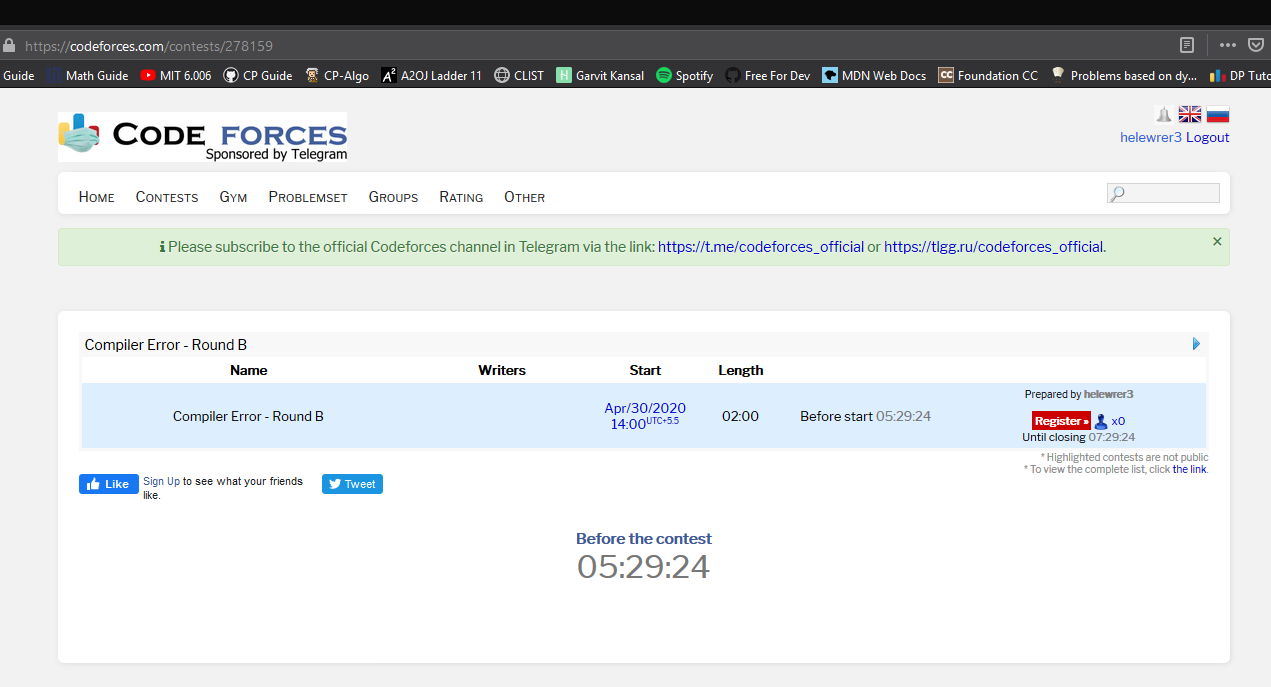 https://codeforces.com/contests/278159
Guide Math Guide MIT 6.006 CP Guide CP-Algo A2OJ Ladder 11 CLIST Garvit Kansal Spotify Free For Dev MDN Web Docs Foundation CC Problems based on dy... DP Tuto
CODE FORCES
Sponsored by Telegram
helewrer3 Logout
HOME CONTESTS GYM PROBLEMSET GROUPS RATING OTHER
Please subscribe to the official Codeforces channel in Telegram via the link: https://t.me/codeforces_official or https://tlgg.ru/codeforces_official. ×
Compiler Error - Round B
Name Writers Start Length
Compiler Error - Round B
Apr/30/2020
14:00UTC+5.5
02:00
Before start 05:29:24
Prepared by helewrer3
Register » x0
Until closing 07:29:24
* Highlighted contests are not public
* To view the complete list, click the link.
Like Sign Up to see what your friends
like.
Tweet
Before the contest
05:29:24